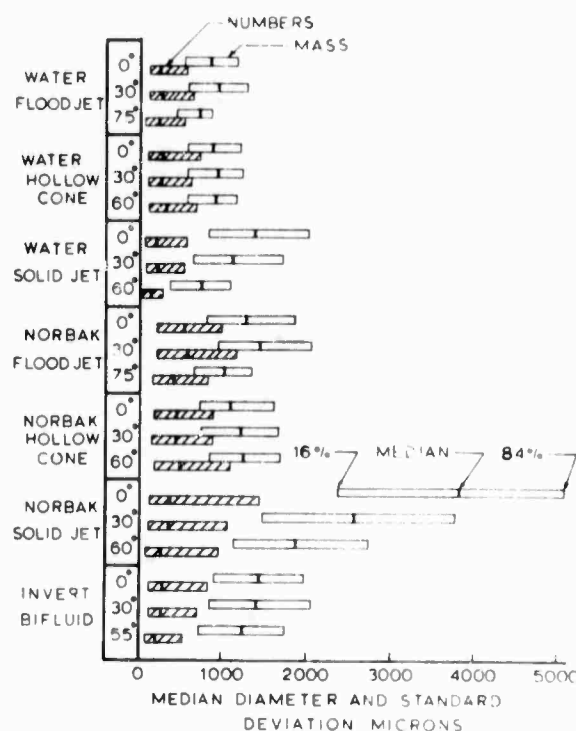 NUMBERS
MASS
WATER
FLOODJET
0°
30°
75°
WATER
HOLLOW
CONE
0°
30°
60°
WATER
SOLID JET
0°
30°
60°
NORBAK
FLOODJET
0°
30°
75°
NORBAK
HOLLOW
CONE
0°
30°
60°
16% MEDIAN 84%
NORBAK
SOLID JET
0°
30°
60°
INVERT
BIFLUID
0°
30°
55°
0 1000 2000 3000 4000 5000
MEDIAN DIAMETER AND STANDARD
DEVIATION MICRONS